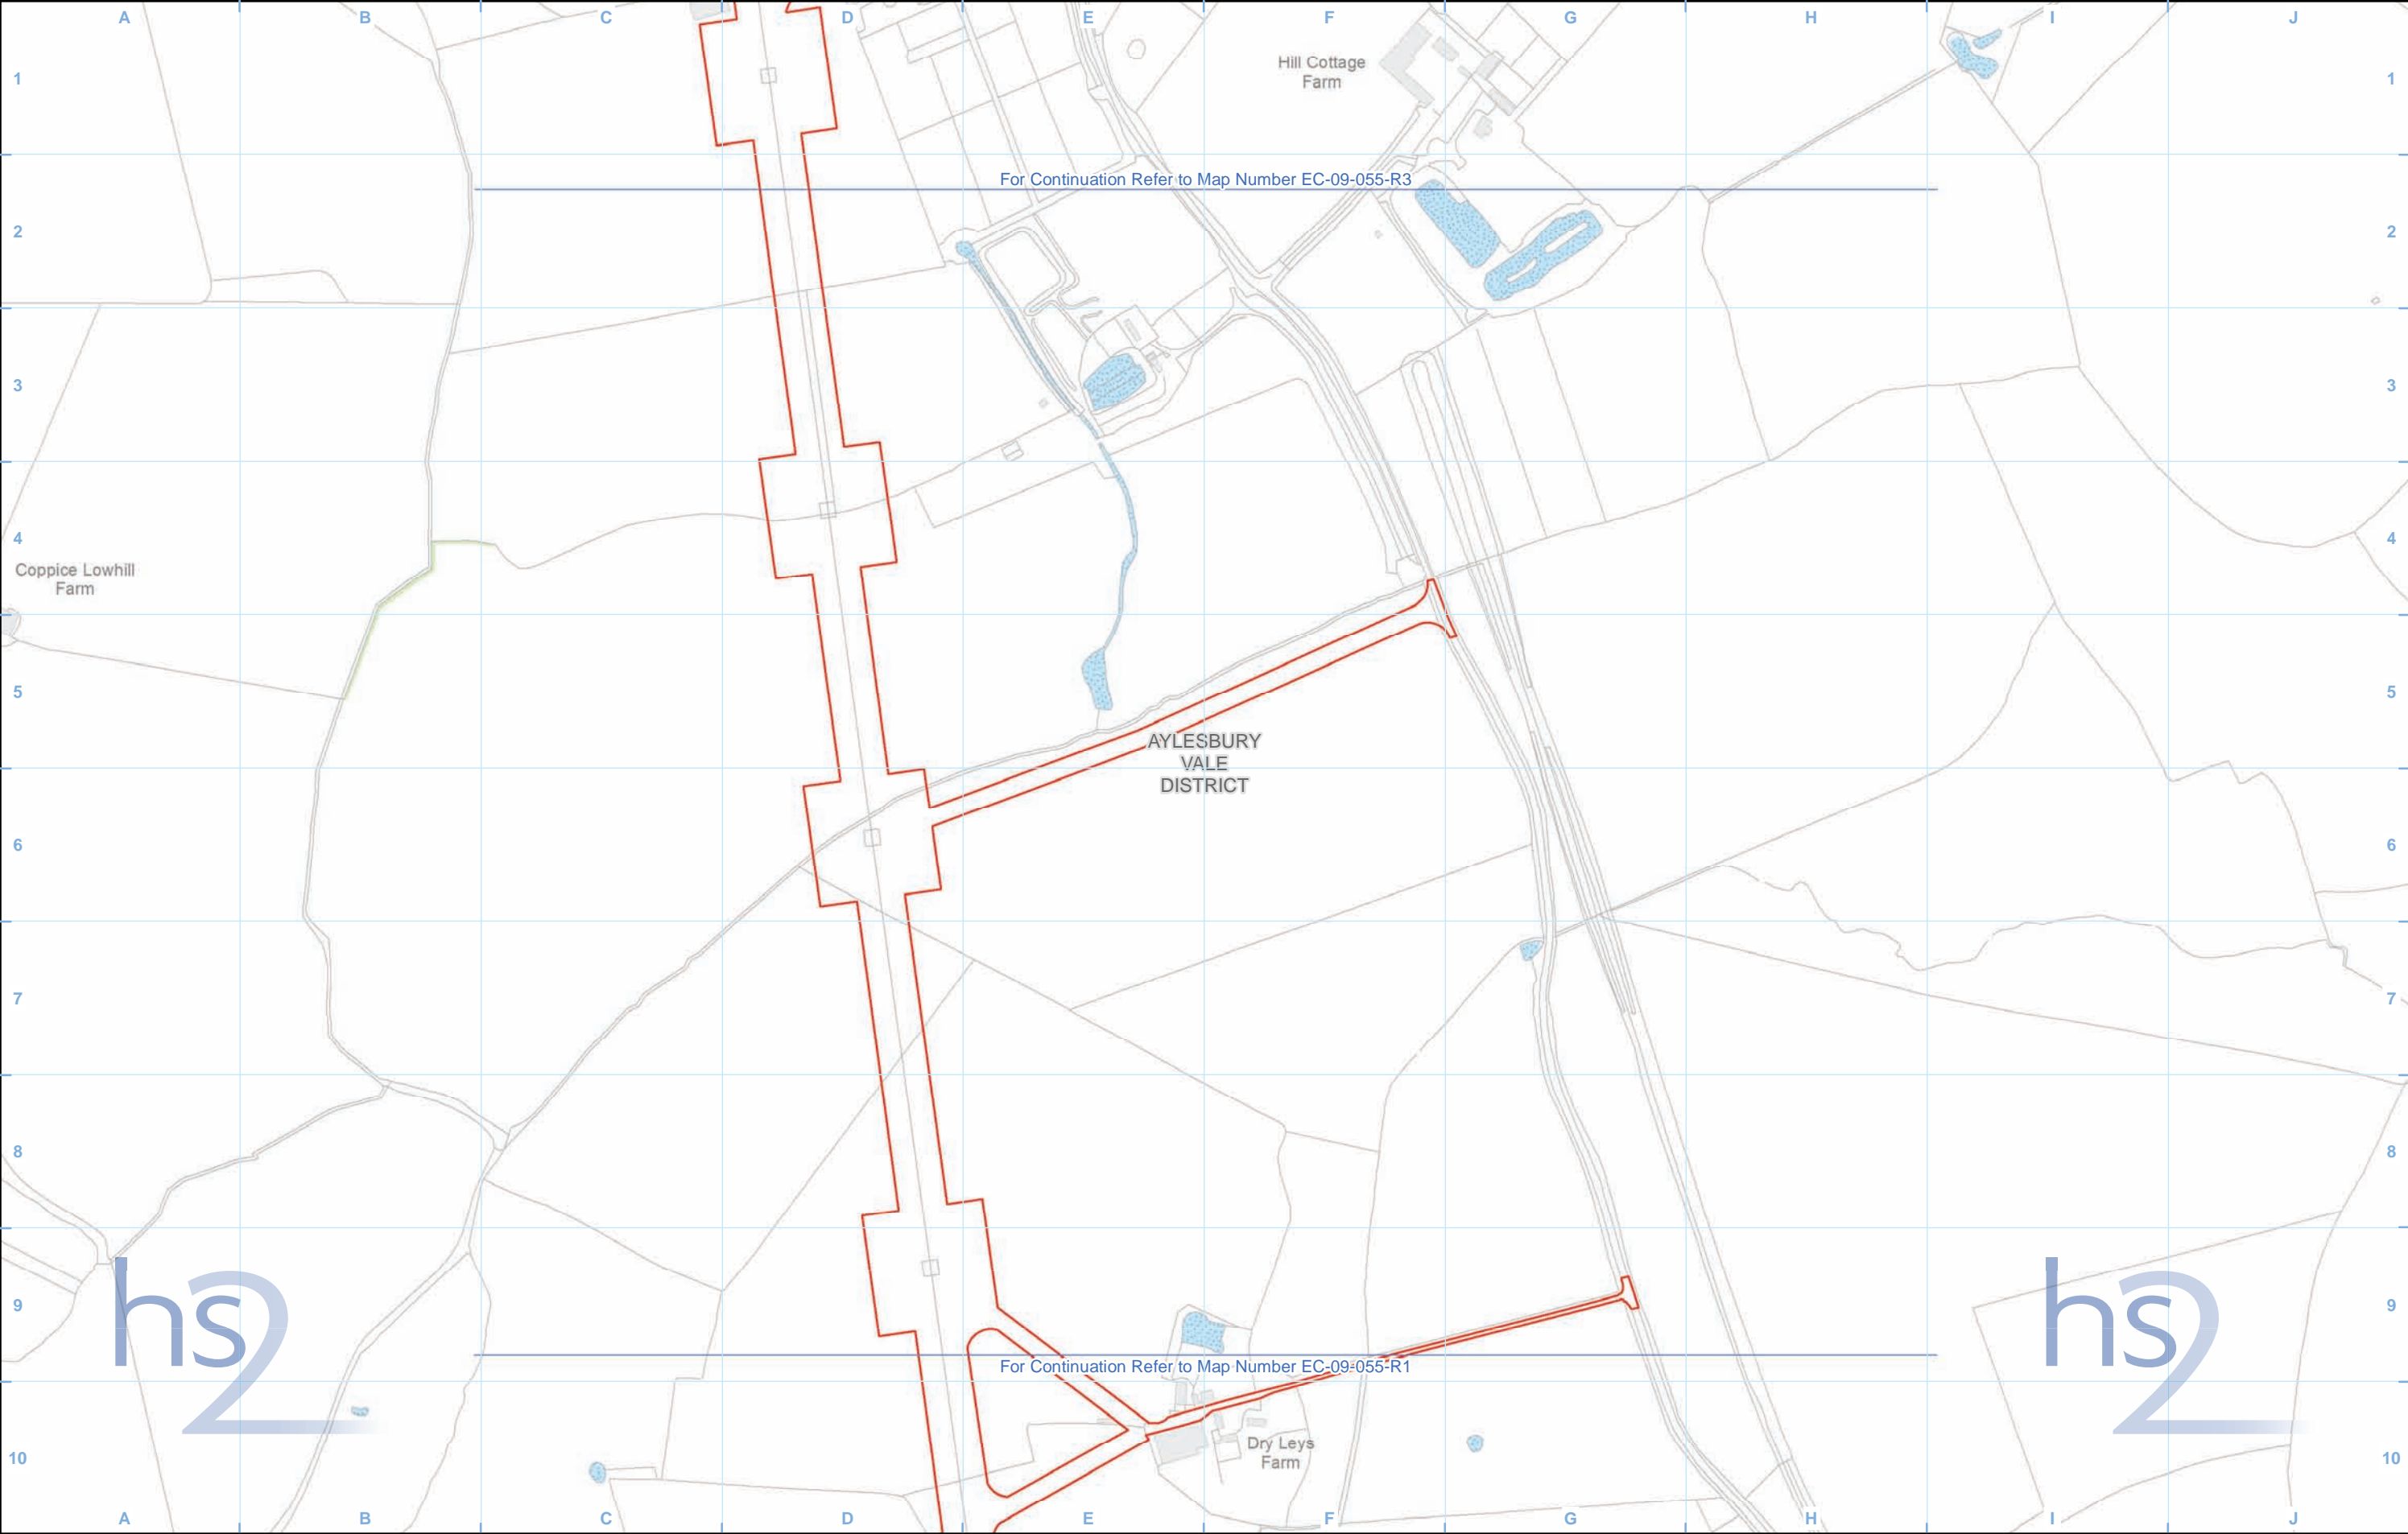 A B C D E F G H I J
1 Hill Cottage 1
Farm
For Continuation Refer to Map Number EC-09-055-R3
2 2
3 3
4 4
Coppice Lowhill
Farm
5 5
AYLESBURY
VALE
DISTRICT
6 6
7 7
8 8
9 9
hs2 hs2
For Continuation Refer to Map Number EC-09-055-R1
10 Dry Leys 10
Farm
A B C D E F G H I J